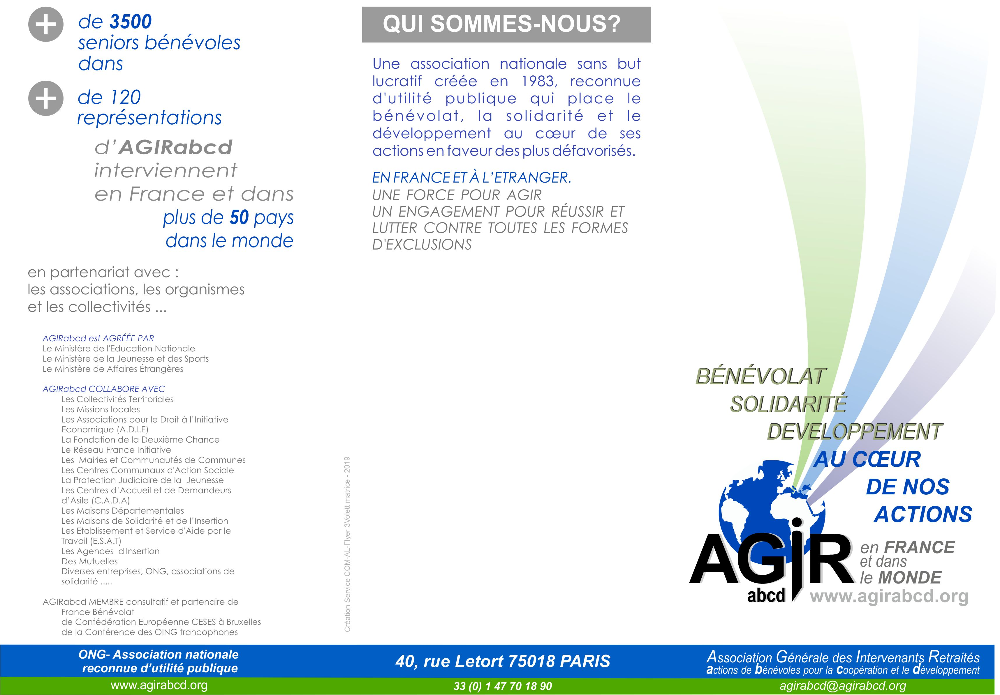 + de 3500
seniors bénévoles
dans
+ de 120
représentations
d’AGIRabcd
interviennent
en France et dans
plus de 50 pays
dans le monde
en partenariat avec :
les associations, les organismes
et les collectivités ...
AGIRabcd est AGRÉÉE PAR
Le Ministère de l'Education Nationale
Le Ministère de la Jeunesse et des Sports
Le Ministère de Affaires Étrangères
AGIRabcd COLLABORE AVEC
Les Collectivités Territoriales
Les Missions locales
Les Associations pour le Droit à l’Initiative
Economique (A.D.I.E)
La Fondation de la Deuxième Chance
Le Réseau France Initiative
Les Mairies et Communautés de Communes
Les Centres Communaux d'Action Sociale
La Protection Judiciaire de la Jeunesse
Les Centres d’Accueil et de Demandeurs
d’Asile (C.A.D.A)
Les Maisons Départementales
Les Maisons de Solidarité et de l’Insertion
Les Etablissement et Service d'Aide par le
Travail (E.S.A.T)
Les Agences d'Insertion
Des Mutuelles
Diverses entreprises, ONG, associations de
solidarité .....
AGIRabcd MEMBRE consultatif et partenaire de
France Bénévolat
de Confédération Européenne CESES à Bruxelles
de la Conférence des OING francophones
ONG- Association nationale
reconnue d’utilité publique
www.agirabcd.org
Création Service COM-AL-Flyer 3Volett matrice - 2019
QUI SOMMES-NOUS?
Une association nationale sans but
lucratif créée en 1983, reconnue
d'utilité publique qui place le
bénévolat, la solidarité et le
développement au cœur de ses
actions en faveur des plus défavorisés.
EN FRANCE ET À L’ETRANGER.
UNE FORCE POUR AGIR
UN ENGAGEMENT POUR RÉUSSIR ET
LUTTER CONTRE TOUTES LES FORMES
D'EXCLUSIONS
40, rue Letort 75018 PARIS
33 (0) 1 47 70 18 90
BÉNÉVOLAT
SOLIDARITÉ
DEVELOPPEMENT
AU CŒUR
DE NOS
ACTIONS
AGiR
abcd
en FRANCE
et dans
le MONDE
www.agirabcd.org
Association Générale des Intervenants Retraités
actions de bénévoles pour la coopération et le développement
agirabcd@agirabcd.org